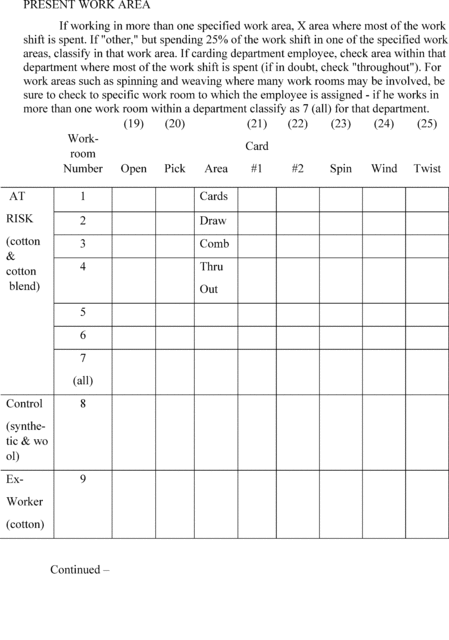 PRESENT WORK AREA
If working in more than one specified work area, X area where most of the work
shift is spent. If "other," but spending 25% of the work shift in one of the specified work
areas, classify in that work area. If carding department employee, check area within that
department where most of the work shift is spent (if in doubt, check "throughout"). For
work areas such as spinning and weaving where many work rooms may be involved, be
sure to check to specific work room to which the employee is assigned - if he works in
more than one work room within a department classify as 7 (all) for that department.
(19) (20) (21) (22) (23) (24) (25)
Work-
room
Card
Number Open Pick Area #1 #2 Spin Wind Twist
AT 1 Cards
RISK 2 Draw
(cotton 3 Comb
&
cotton 4 Thru
blend) Out
5
6
7
(all)
Control 8
(synthe-
tic & wo
ol)
Ex- 9
Worker
(cotton)
Continued –